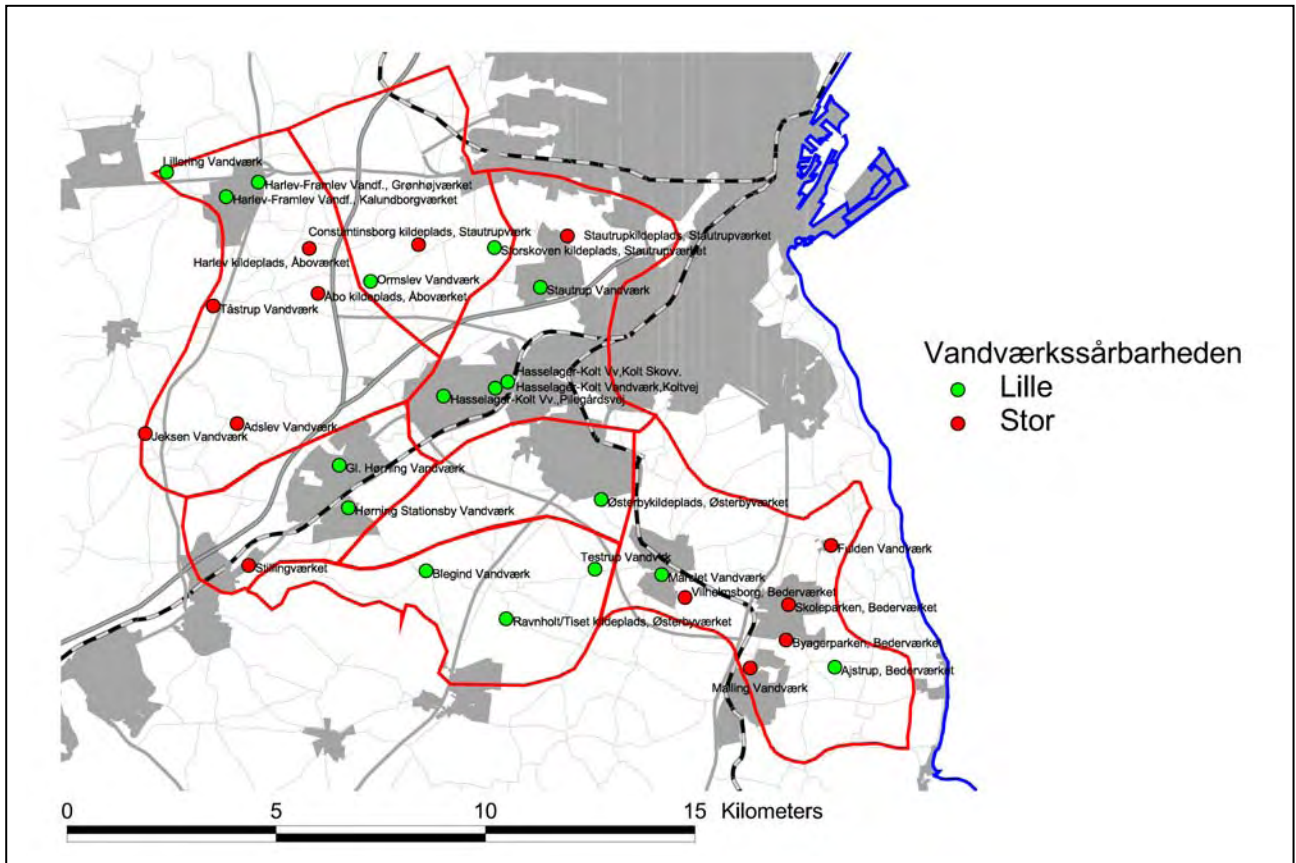 Lillering Vandværk
Harlev-Framlev Vandf., Grønhøjværket
Harlev-Framlev Vandf., Kalundborgværket
Constantinsborg kildeplads, Stautrupværk
Stautrupkildeplads, Stautrupværket
Harlev kildeplads, Åboværket
Storskoven kildeplads, Stautrupværket
Ormslev Vandværk
Stautrup Vandværk
Åbo kildeplads, Åboværket
Tåstrup Vandværk
Vandværkssårbarheden
Lille
Stor
Hasselager-Kolt Vv,Kolt Skovv.
Hasselager-Kolt Vandværk,Koltvej
Hasselager-Kolt Vv.,Pilegårdsvej
Adslev Vandværk
Jeksen Vandværk
Gl. Hørning Vandværk
Østerbykildeplads, Østerbyværket
Hørning Stationsby Vandværk
Fulden Vandværk
Testrup Vandværk
Stillingværket
Blegind Vandværk
Mårslet Vandværk
Vilhelmsborg, Bederværket
Skoleparken, Bederværket
Ravnholt/Tiset kildeplads, Østerbyværket
Byagerparken, Bederværket
Ajstrup, Bederværket
Malling Vandværk
0 5 10 15 Kilometers